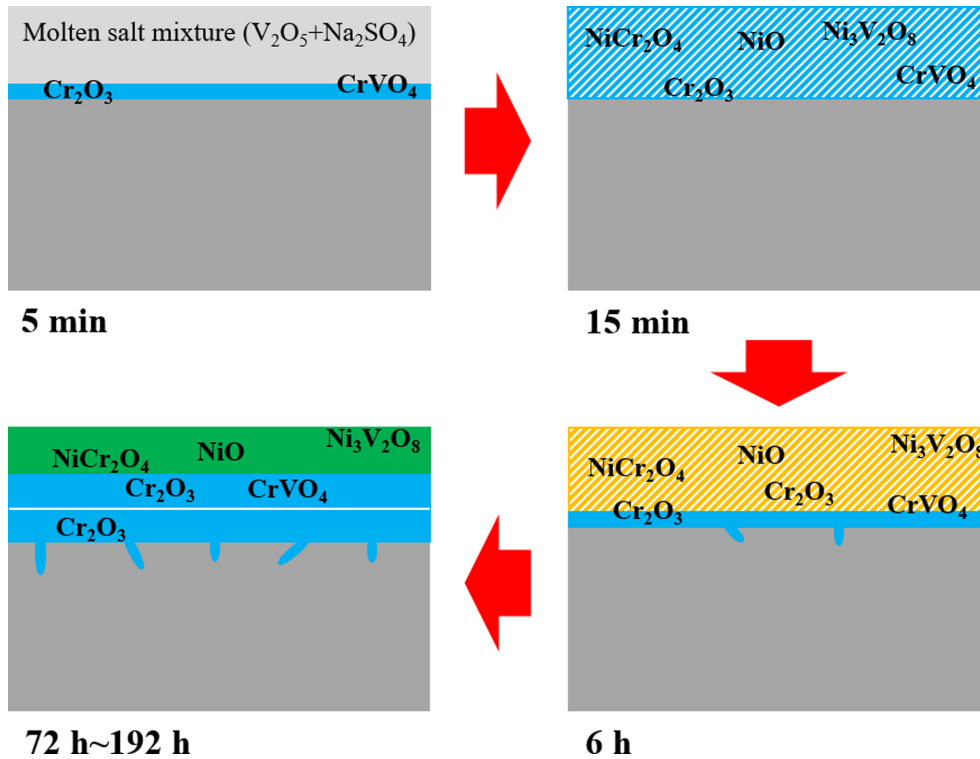 Molten salt mixture (V₂O₅+Na₂SO₄)
Cr₂O₃ CrVO₄
5 min
NiCr₂O₄ NiO Ni₃V₂O₈
Cr₂O₃ CrVO₄
15 min
NiCr₂O₄ NiO Ni₃V₂O₈
Cr₂O₃ CrVO₄
Cr₂O₃
72 h~192 h
NiCr₂O₄ NiO Ni₃V₂O₈
Cr₂O₃ Cr₂O₃ CrVO₄
6 h